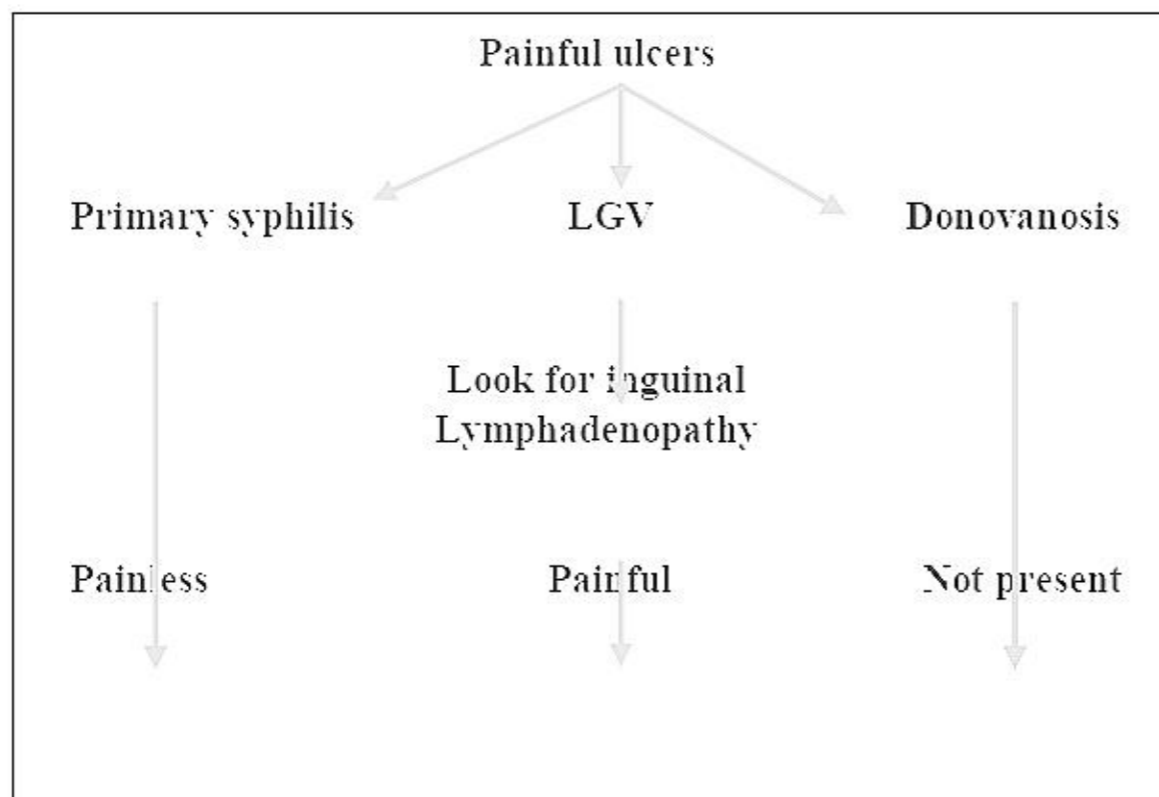 Painful ulcers
Primary syphilis LGV Donovanosis
Look for inguinal
Lymphadenopathy
Painless Painful Not present